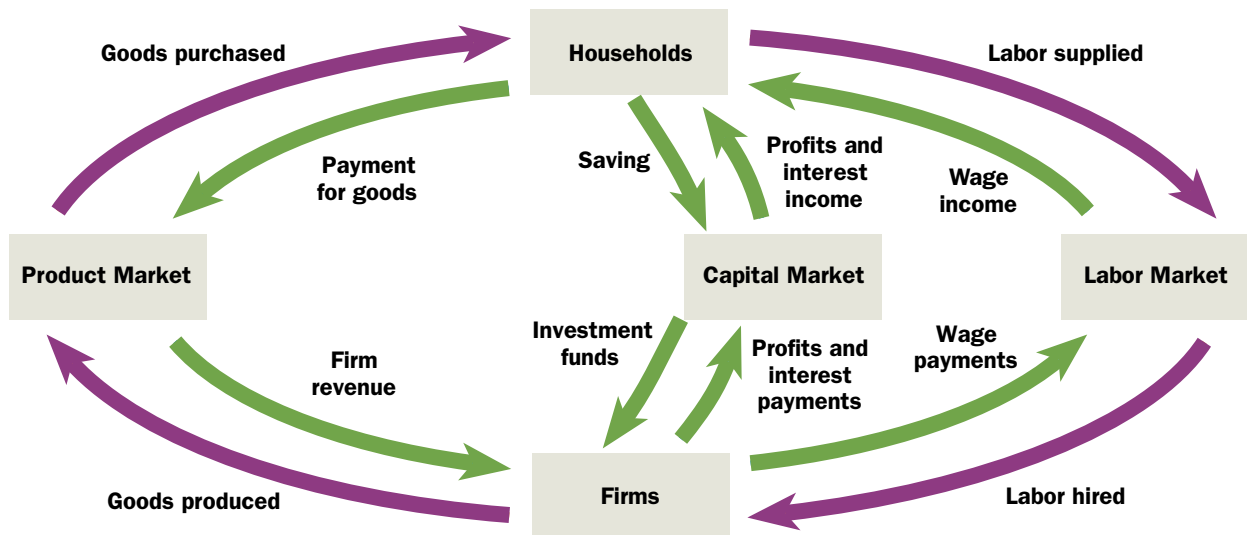 Goods purchased
Households
Labor supplied
Payment
for goods
Saving
Profits and
interest
income
Wage
income
Product Market
Capital Market
Labor Market
Firm
revenue
Investment
funds
Profits and
interest
payments
Wage
payments
Goods produced
Firms
Labor hired